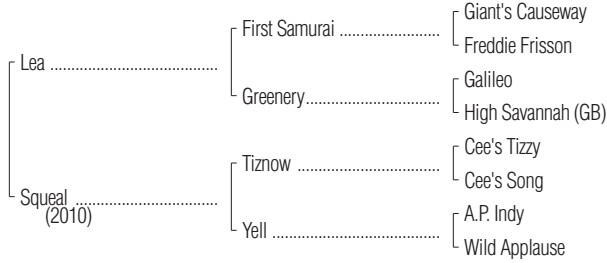 Giant's Causeway
First Samurai ........................
Freddie Frisson
Lea ........................................
Galileo
Greenery................................
High Savannah (GB)
Cee's Tizzy
Tiznow ..................................
Cee's Song
Squeal ..................................
(2010)
A.P. Indy
Yell ........................................
Wild Applause